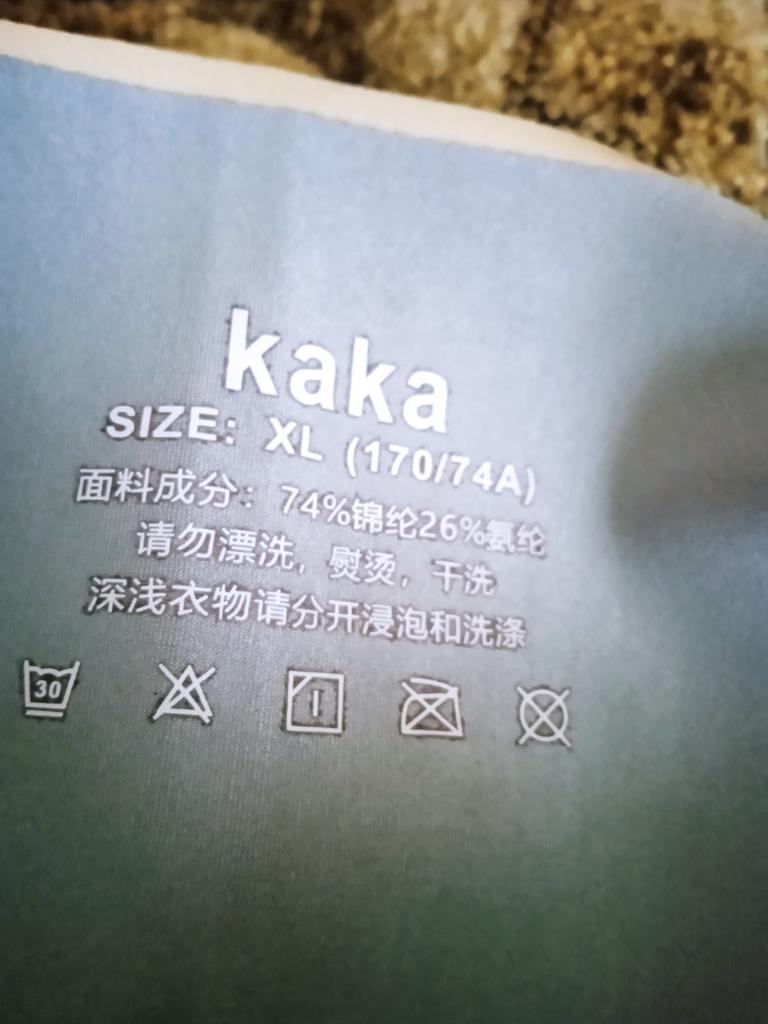 kaka
SIZE: XL (170/74A)
面料成分：74%锦纶26%氨纶
请勿漂洗，熨烫，干洗
深浅衣物请分开浸泡和洗涤
30